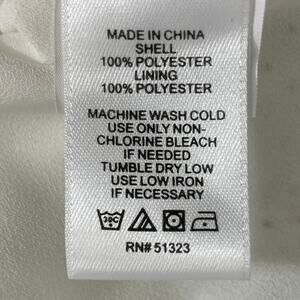 MADE IN CHINA
SHELL
100% POLYESTER
LINING
100% POLYESTER
MACHINE WASH COLD
USE ONLY NON-
CHLORINE BLEACH
IF NEEDED
TUMBLE DRY LOW
USE LOW IRON
IF NECESSARY
30C
RN# 51323